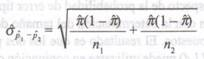 σ̂_{p̂₁−p̂₂} = √( π̂(1−π̂)/n₁ + π̂(1−π̂)/n₂ )